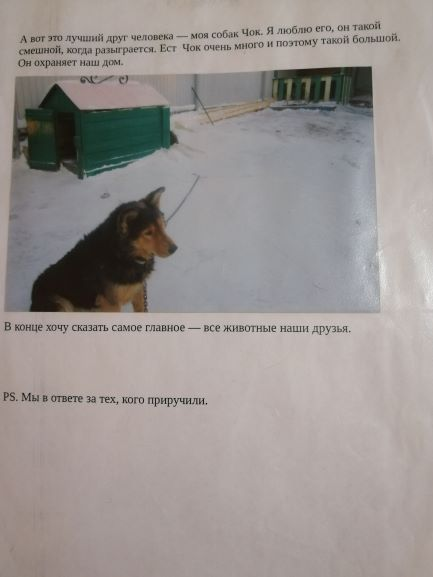 А вот это лучший друг человека — моя собак Чок. Я люблю его, он такой
смешной, когда разыграется. Ест Чок очень много и поэтому такой большой.
Он охраняет наш дом.
В конце хочу сказать самое главное — все животные наши друзья.
PS. Мы в ответе за тех, кого приручили.